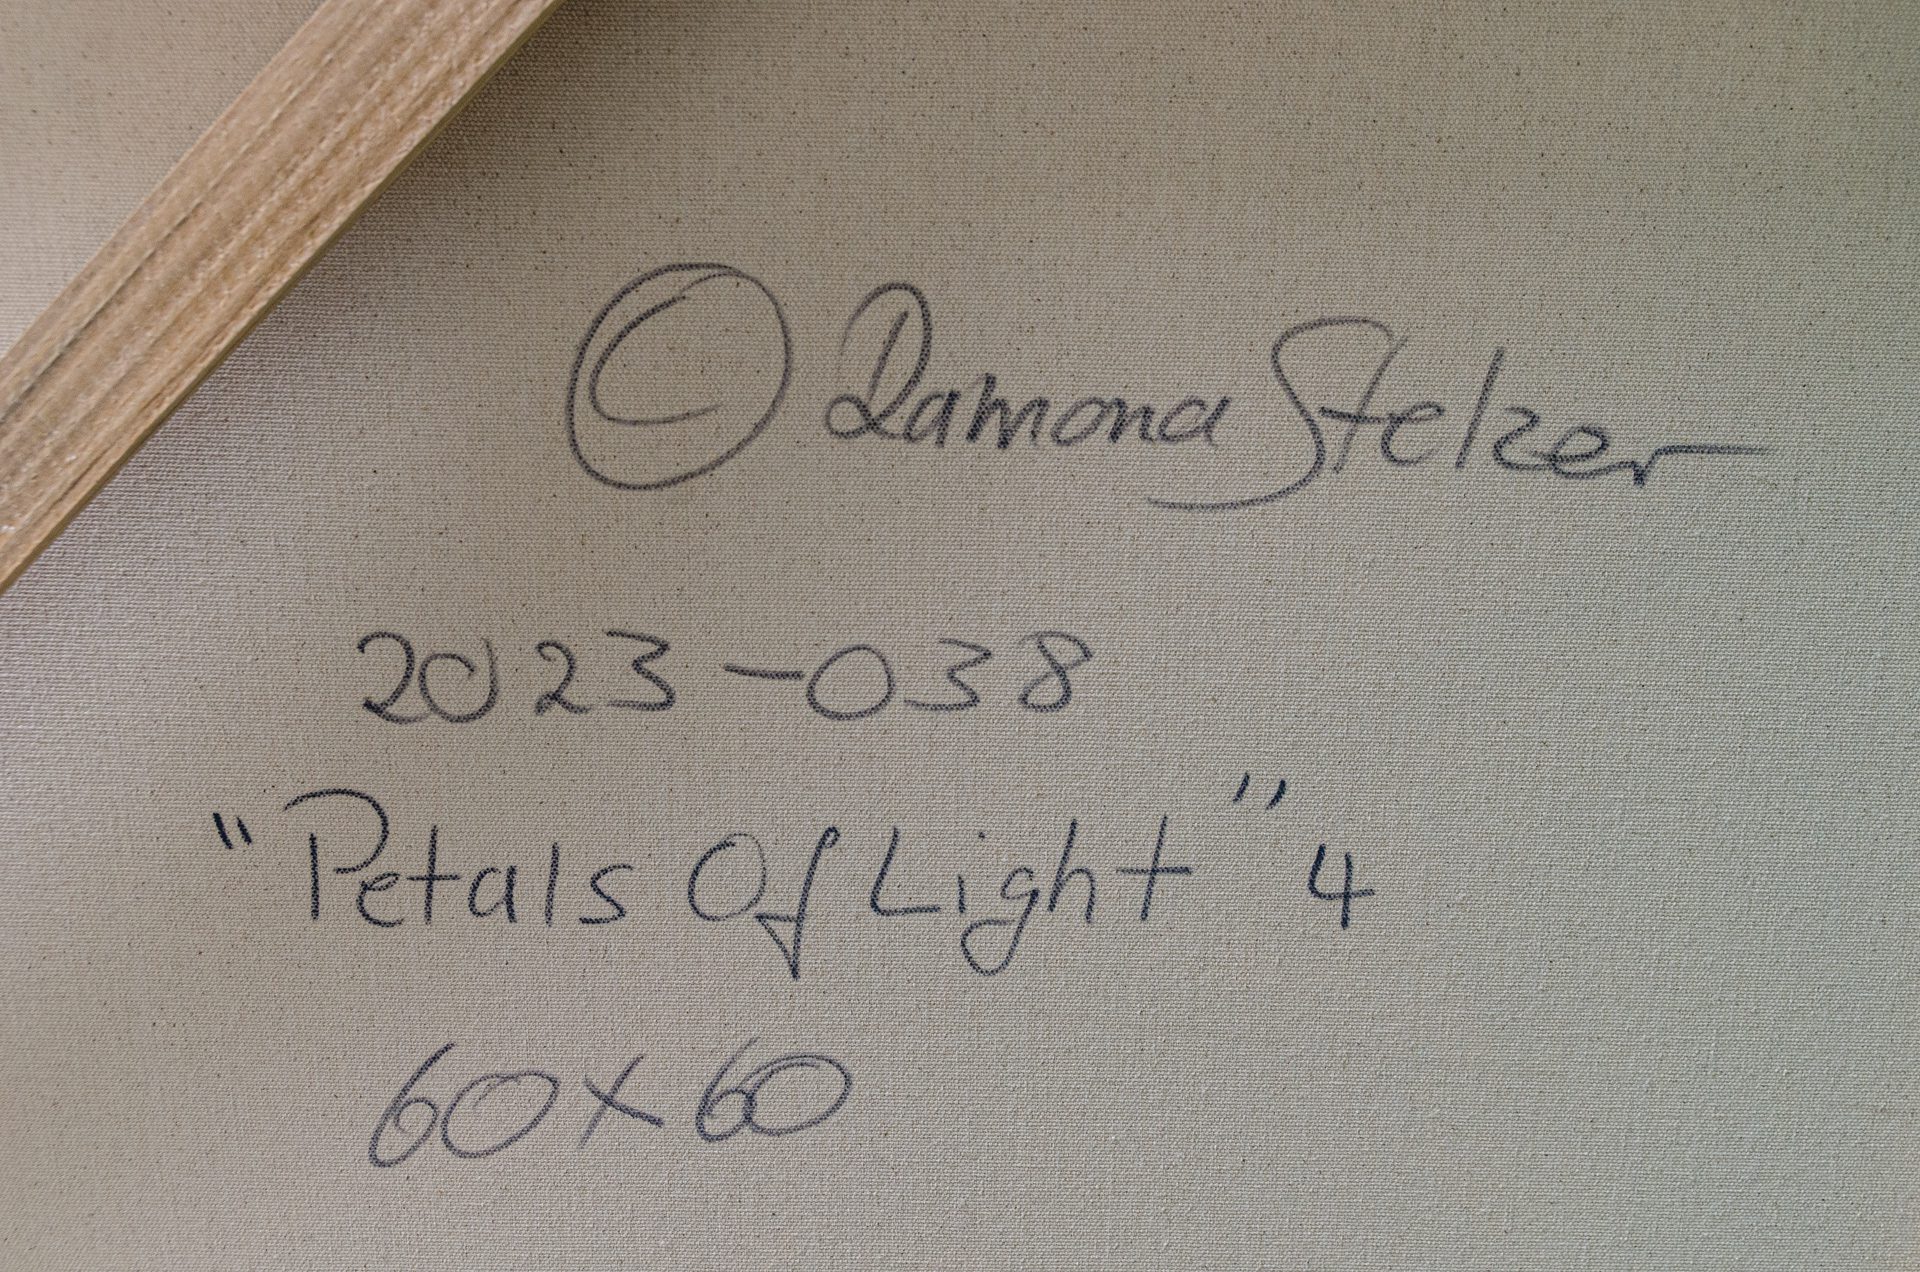 © Ramona Stelzer
2023-038
"Petals Of Light" 4
60x60